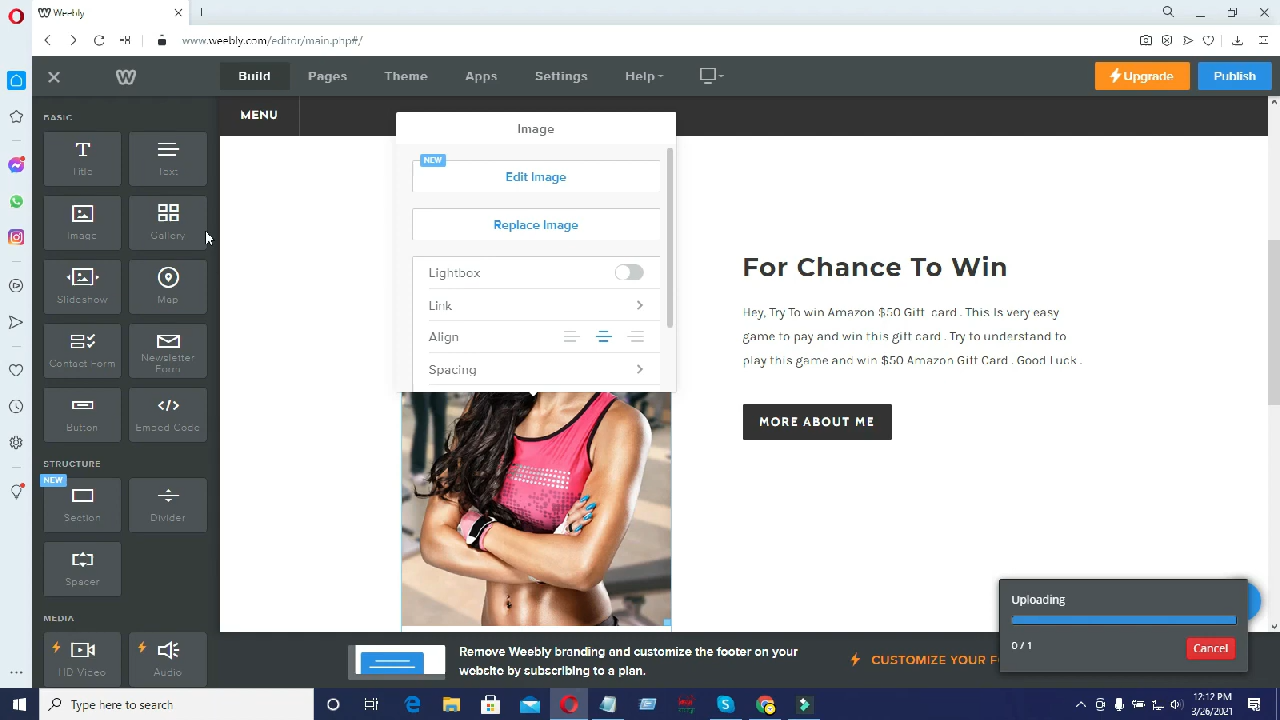 Weebly
www.weebly.com/editor/main.php#/
Build
Pages
Theme
Apps
Settings
Help
Upgrade
Publish
BASIC
Title
Text
Image
Gallery
Slideshow
Map
Contact Form
Newsletter
Form
Button
Embed Code
STRUCTURE
NEW
Section
Divider
Spacer
MEDIA
HD Video
Audio
MENU
Image
NEW
Edit Image
Replace Image
Lightbox
Link
Align
Spacing
For Chance To Win
Hey, Try To win Amazon $50 Gift card . This Is very easy
game to pay and win this gift card . Try to understand to
play this game and win $50 Amazon Gift Card . Good Luck .
MORE ABOUT ME
Uploading
0 / 1
Cancel
Remove Weebly branding and customize the footer on your
website by subscribing to a plan.
CUSTOMIZE YOUR F
Type here to search
12:12 PM
3/26/2021